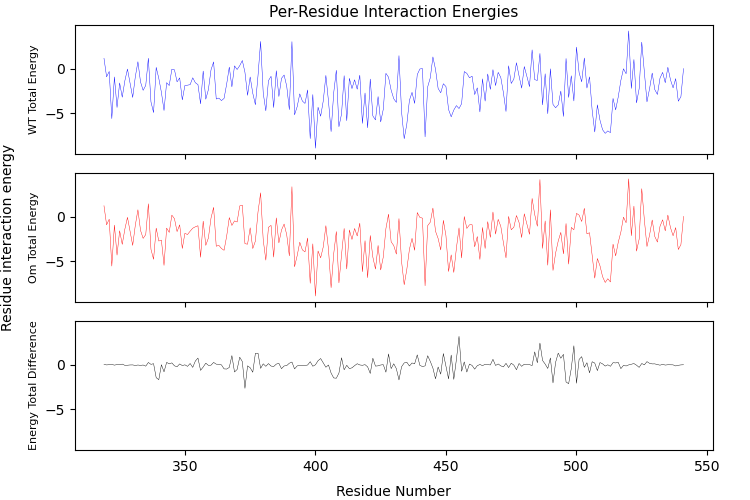 Per-Residue Interaction Energies
Residue interaction energy
WT Total Energy
0
−5
Om Total Energy
0
−5
Energy Total Difference
0
−5
350 400 450 500 550
Residue Number